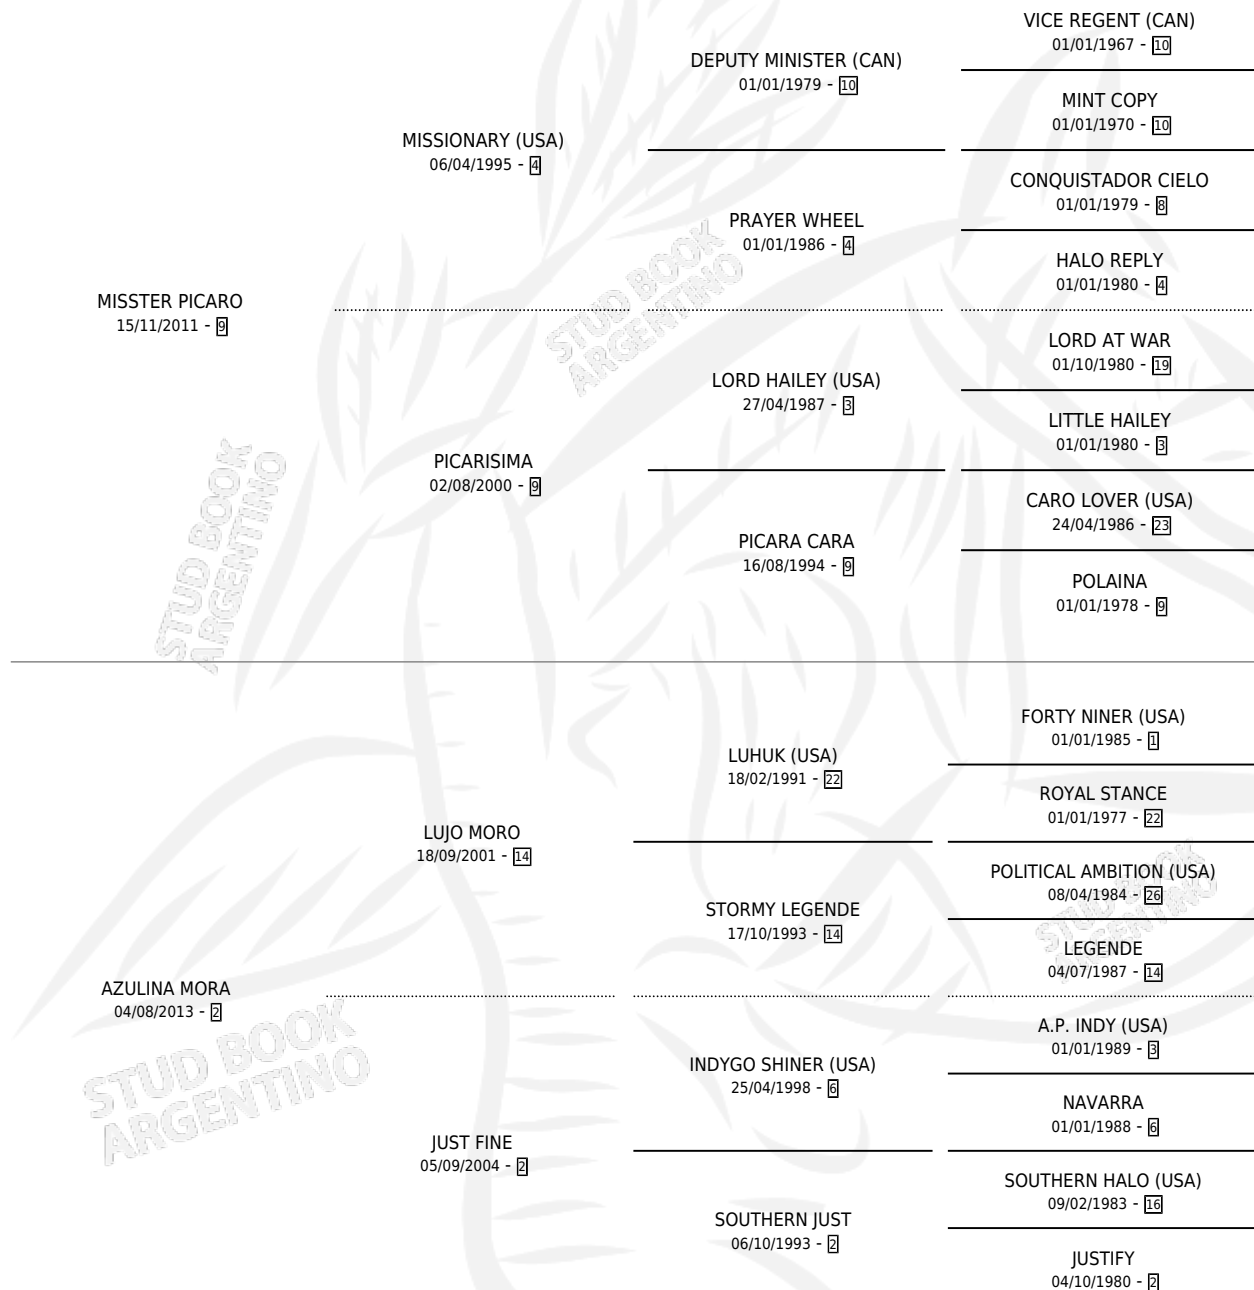 VICE REGENT (CAN)
01/01/1967 - 10
DEPUTY MINISTER (CAN)
01/01/1979 - 10
MINT COPY
01/01/1970 - 10
MISSIONARY (USA)
06/04/1995 - 4
CONQUISTADOR CIELO
01/01/1979 - 8
PRAYER WHEEL
01/01/1986 - 4
HALO REPLY
01/01/1980 - 4
MISSTER PICARO
15/11/2011 - 9
LORD AT WAR
01/10/1980 - 19
LORD HAILEY (USA)
27/04/1987 - 3
LITTLE HAILEY
01/01/1980 - 3
PICARISIMA
02/08/2000 - 9
CARO LOVER (USA)
24/04/1986 - 23
PICARA CARA
16/08/1994 - 9
POLAINA
01/01/1978 - 9
STUD BOOK
ARGENTINO
STUD BOOK
ARGENTINO
FORTY NINER (USA)
01/01/1985 - 1
LUHUK (USA)
18/02/1991 - 22
ROYAL STANCE
01/01/1977 - 22
LUJO MORO
18/09/2001 - 14
POLITICAL AMBITION (USA)
08/04/1984 - 26
STORMY LEGENDE
17/10/1993 - 14
LEGENDE
04/07/1987 - 14
AZULINA MORA
04/08/2013 - 2
A.P. INDY (USA)
01/01/1989 - 3
INDYGO SHINER (USA)
25/04/1998 - 6
NAVARRA
01/01/1988 - 6
JUST FINE
05/09/2004 - 2
SOUTHERN HALO (USA)
09/02/1983 - 16
SOUTHERN JUST
06/10/1993 - 2
JUSTIFY
04/10/1980 - 2
STUD BOOK
ARGENTINO
STUD BOOK
ARGENTINO